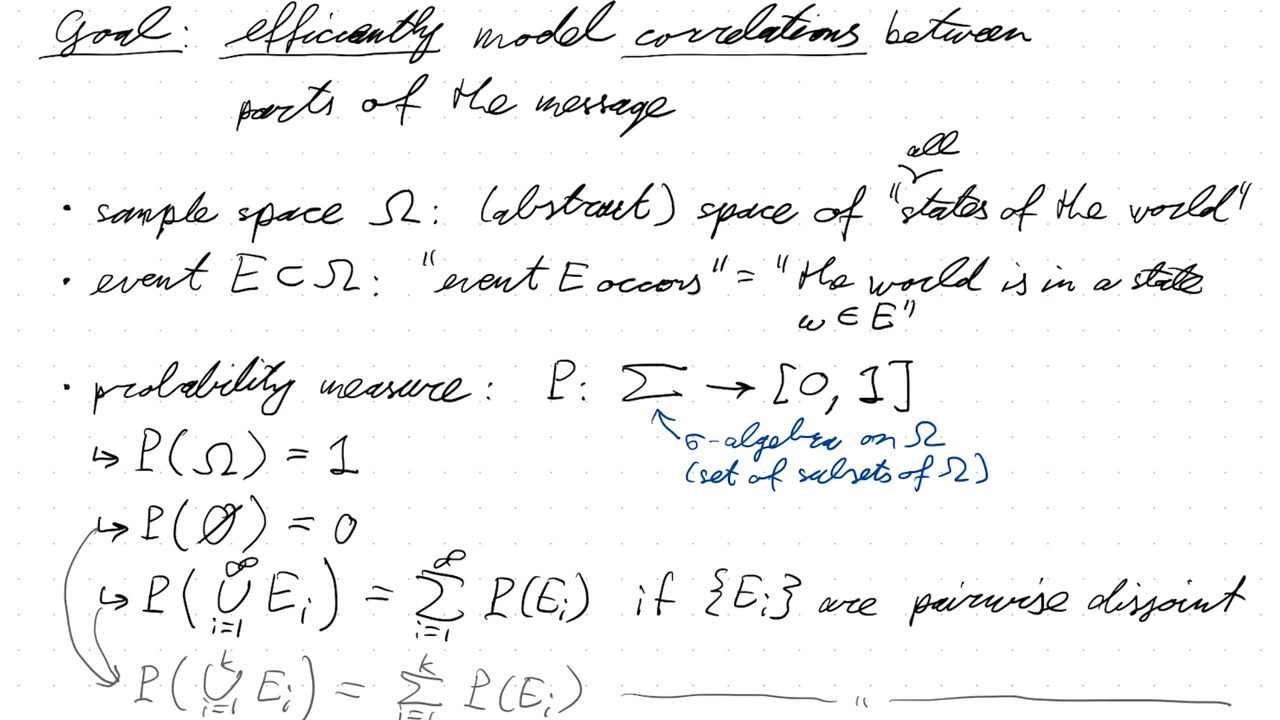 Goal: efficiently model correlations between
parts of the message
all
• sample space Ω: (abstract) space of "states of the world"
• event E ⊂ Ω: "event E occors" = "the world is in a state
ω ∈ E"
• probability measure: P: Σ → [0, 1]
σ-algebra on Ω
(set of subsets of Ω)
↳ P(Ω) = 1
↳ P(∅) = 0
↳ P(⋃_{i=1}^{∞} E_i) = ∑_{i=1}^{∞} P(E_i) if {E_i} are pairwise disjoint
P(⋃_{i=1}^{k} E_i) = ∑_{i=1}^{k} P(E_i) — " —